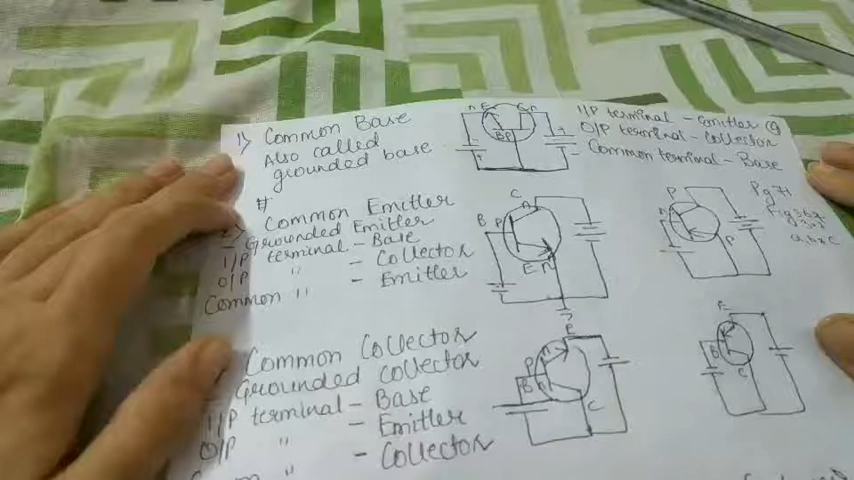 1) Common Base
Also called
grounded base
I/P terminal - emitter
O/P terminal - Collector
Common terminal - Base
n E C n
B P
+
#
2) Common Emitter
- Grounded Emitter
I/P terminal - Base
O/P " - Collector
Common " - Emitter
C
n
B P
E n
P
n
P
Pg 71
a, b & c
Common Collector
- Grounded collector
I/P terminal - Base
O/P " - Emitter
" - Collector
E
n
P
B
n
C
E
B
C